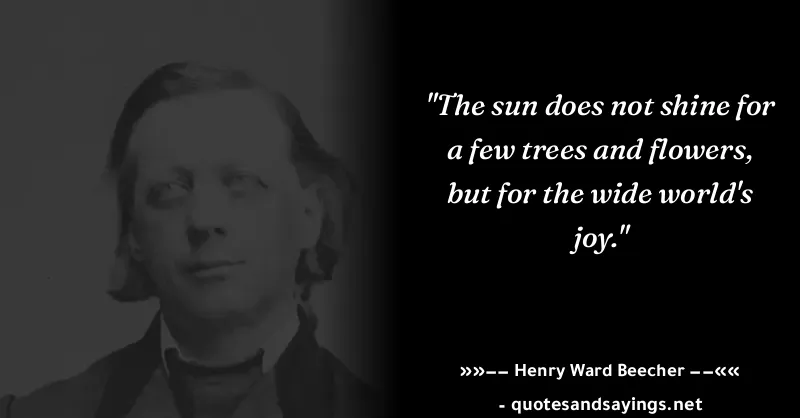 "The sun does not shine for
a few trees and flowers,
but for the wide world's
joy."
»»−− Henry Ward Beecher −−««
- quotesandsayings.net